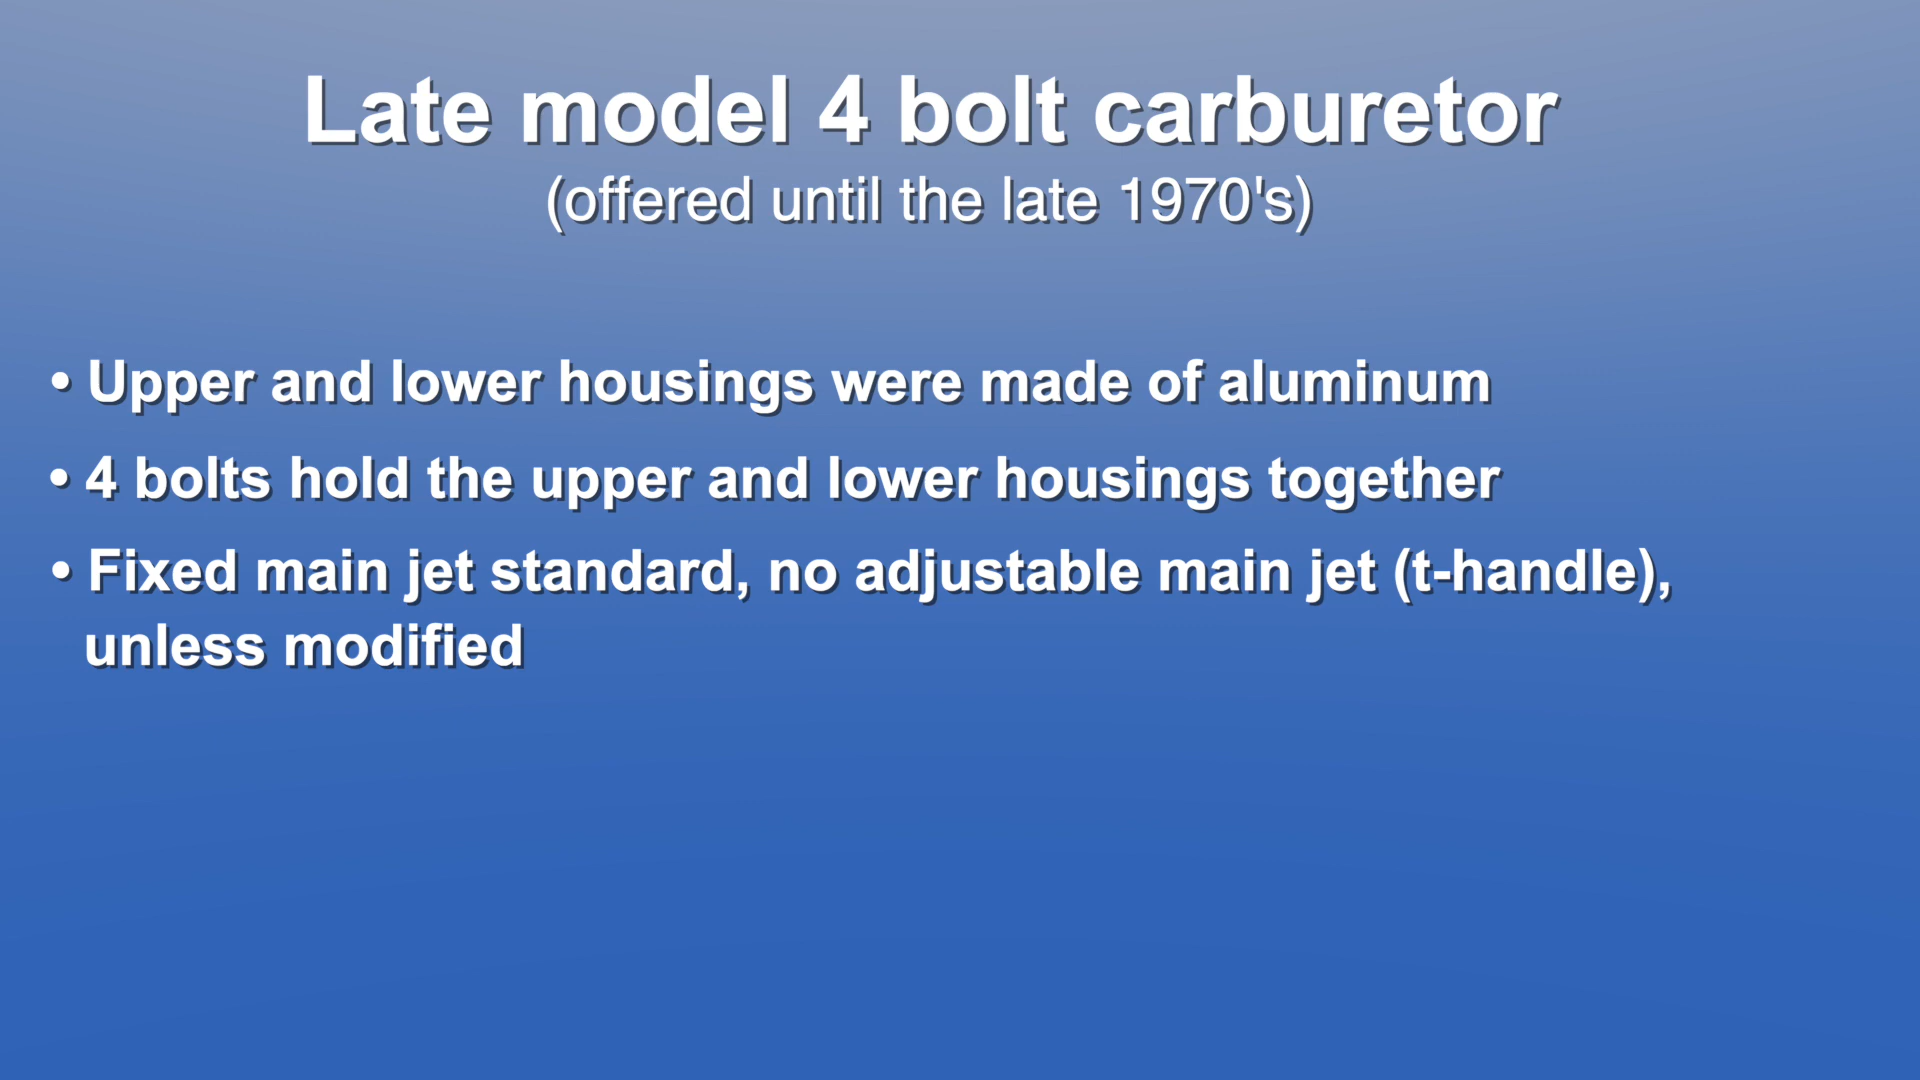 Late model 4 bolt carburetor
(offered until the late 1970's)
• Upper and lower housings were made of aluminum
• 4 bolts hold the upper and lower housings together
• Fixed main jet standard, no adjustable main jet (t-handle),
unless modified